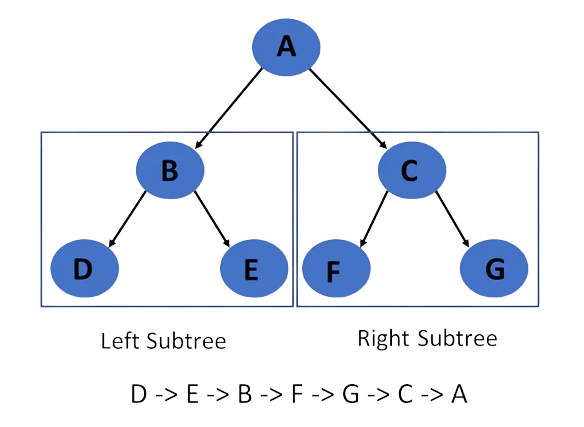 A
B
C
D
E
F
G
Left Subtree
Right Subtree
D -> E -> B -> F -> G -> C -> A